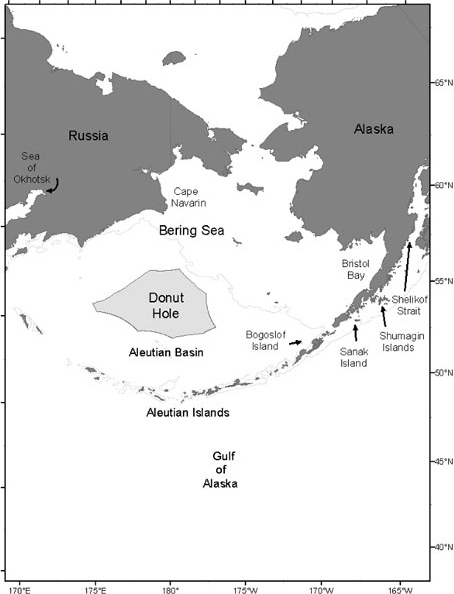 65°N
Russia
Alaska
Sea
of
Okhotsk
60°N
Cape
Navarin
Bering Sea
Bristol
Bay
55°N
Donut
Hole
Shelikof
Strait
Bogoslof
Island
Shumagin
Islands
Sanak
Island
Aleutian Basin
50°N
Aleutian Islands
Gulf
of
Alaska
45°N
40°N
170°E
175°E
180°
175°W
170°W
165°W